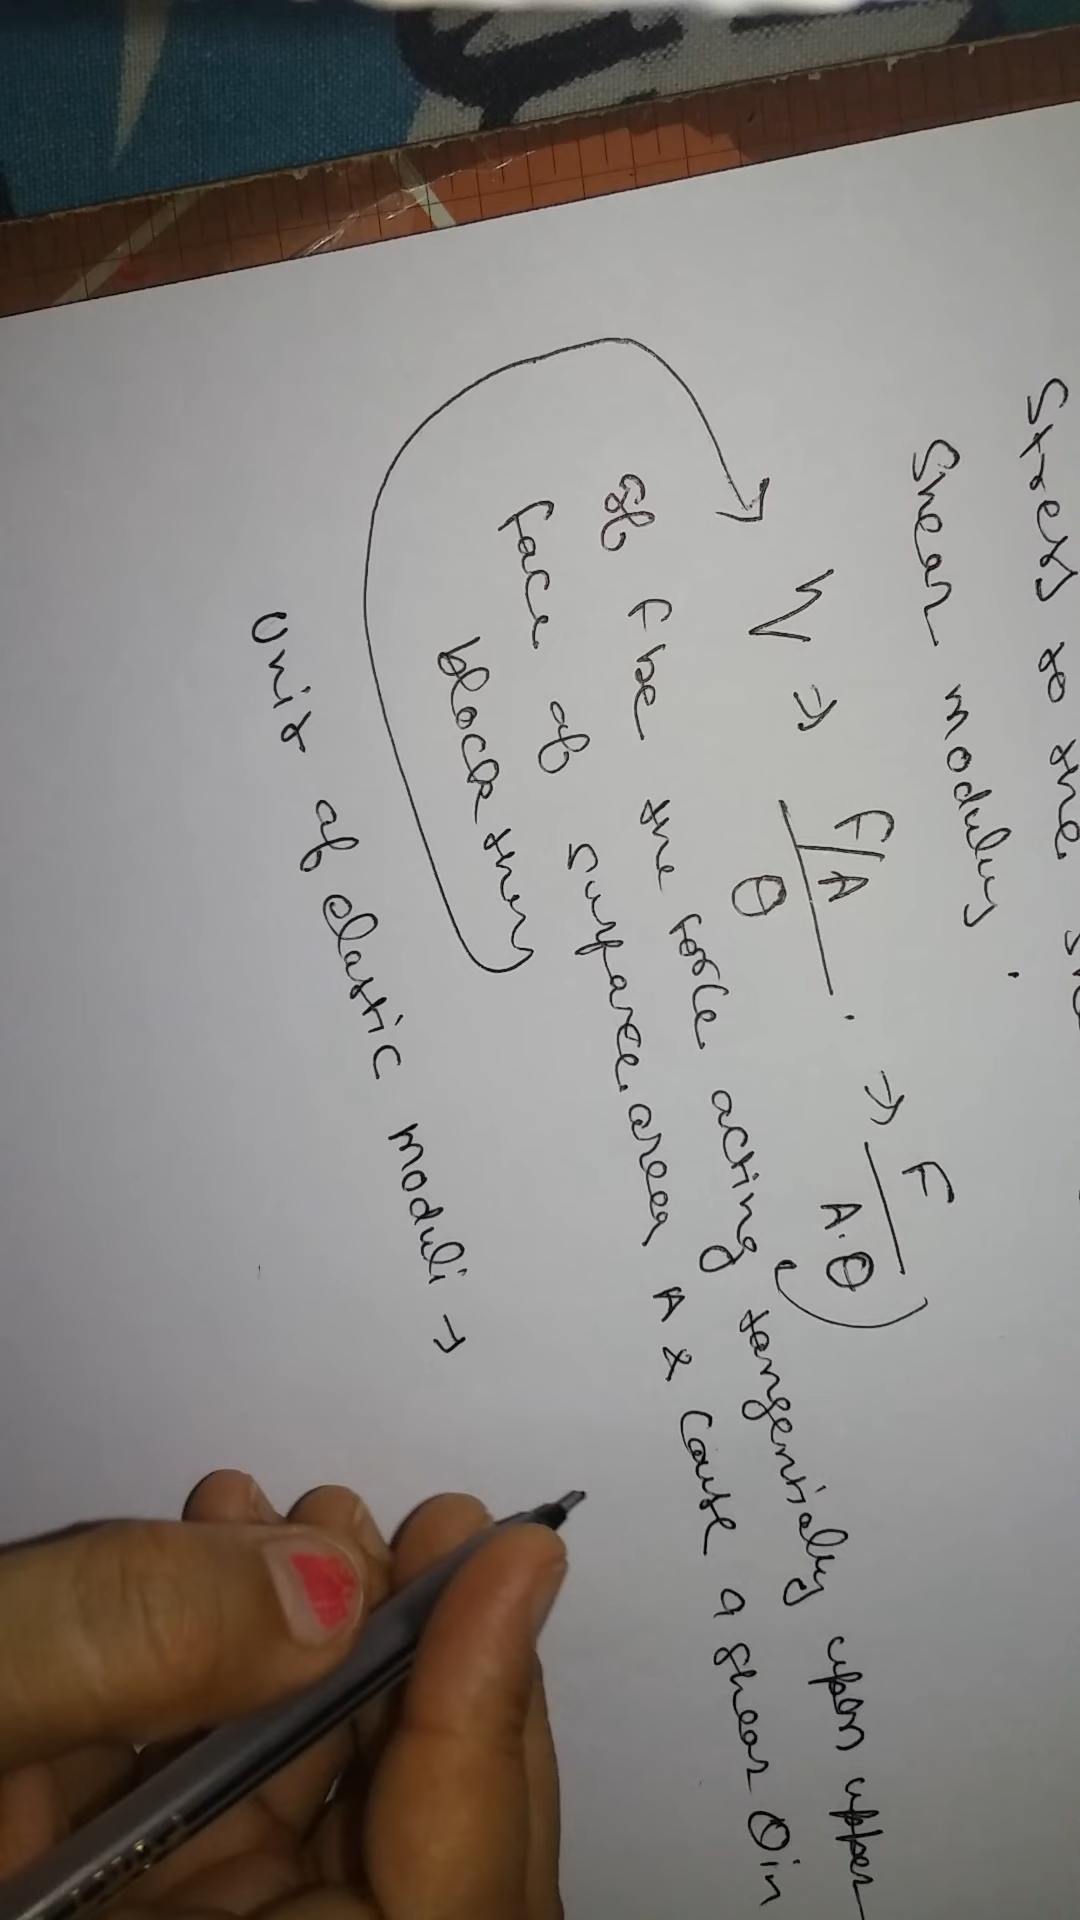 Stress to the
Shear modulus.
F/A / θ → F / A·θ
If F be the force acting tangentially upon upper
face of surface area A & cause a shear θ in
block then
Unit of elastic moduli →